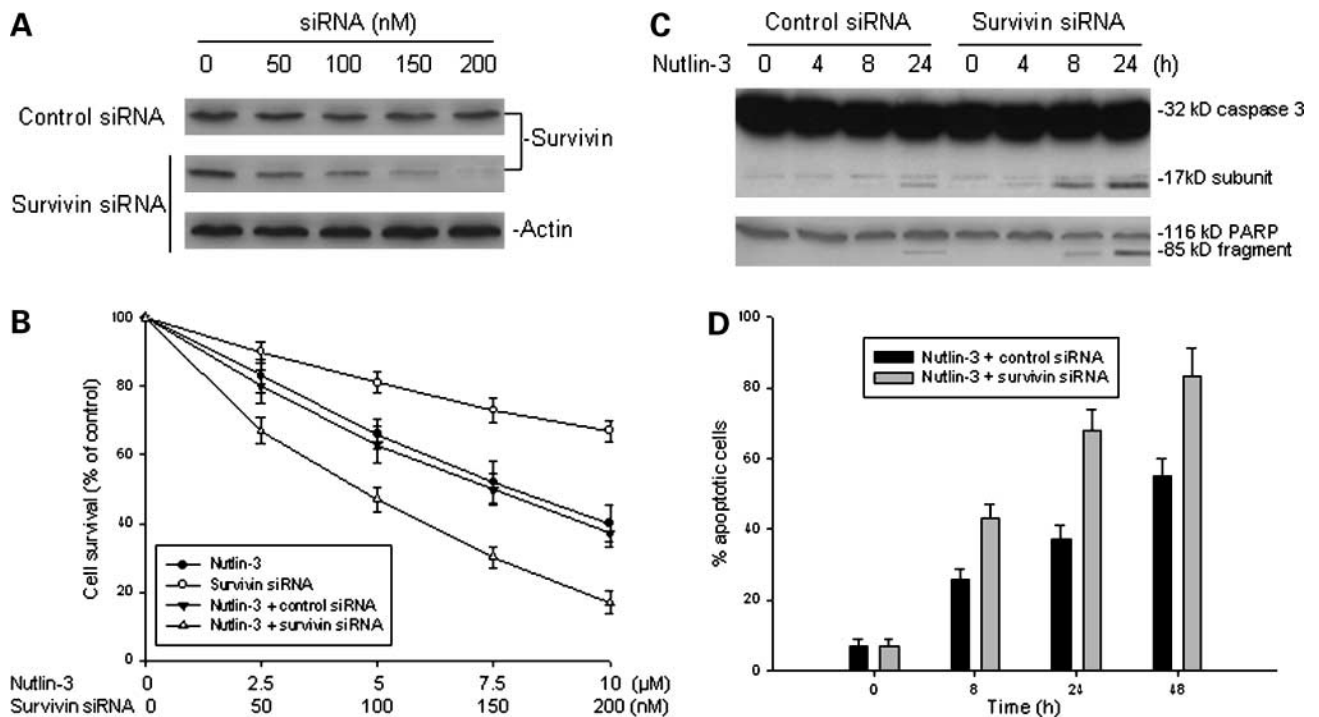 A
siRNA (nM)
0 50 100 150 200
Control siRNA
-Survivin
Survivin siRNA
-Actin
C
Control siRNA Survivin siRNA
Nutlin-3 0 4 8 24 0 4 8 24 (h)
-32 kD caspase 3
-17kD subunit
-116 kD PARP
-85 kD fragment
B
Cell survival (% of control)
100
80
60
40
20
0
Nutlin-3
Survivin siRNA
Nutlin-3 + control siRNA
Nutlin-3 + survivin siRNA
Nutlin-3 0 2.5 5 7.5 10 (µM)
Survivin siRNA 0 50 100 150 200 (nM)
D
% apoptotic cells
100
80
60
40
20
0
Nutlin-3 + control siRNA
Nutlin-3 + survivin siRNA
0 8 24 48
Time (h)